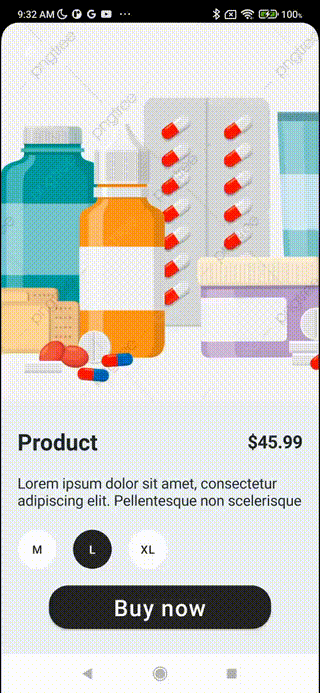 9:32 AM
100%
pngtree
pngtree
pngtree
pngtree
pngtree
pngtree
pngtree
Product
$45.99
Lorem ipsum dolor sit amet, consectetur
adipiscing elit. Pellentesque non scelerisque
M
L
XL
Buy now